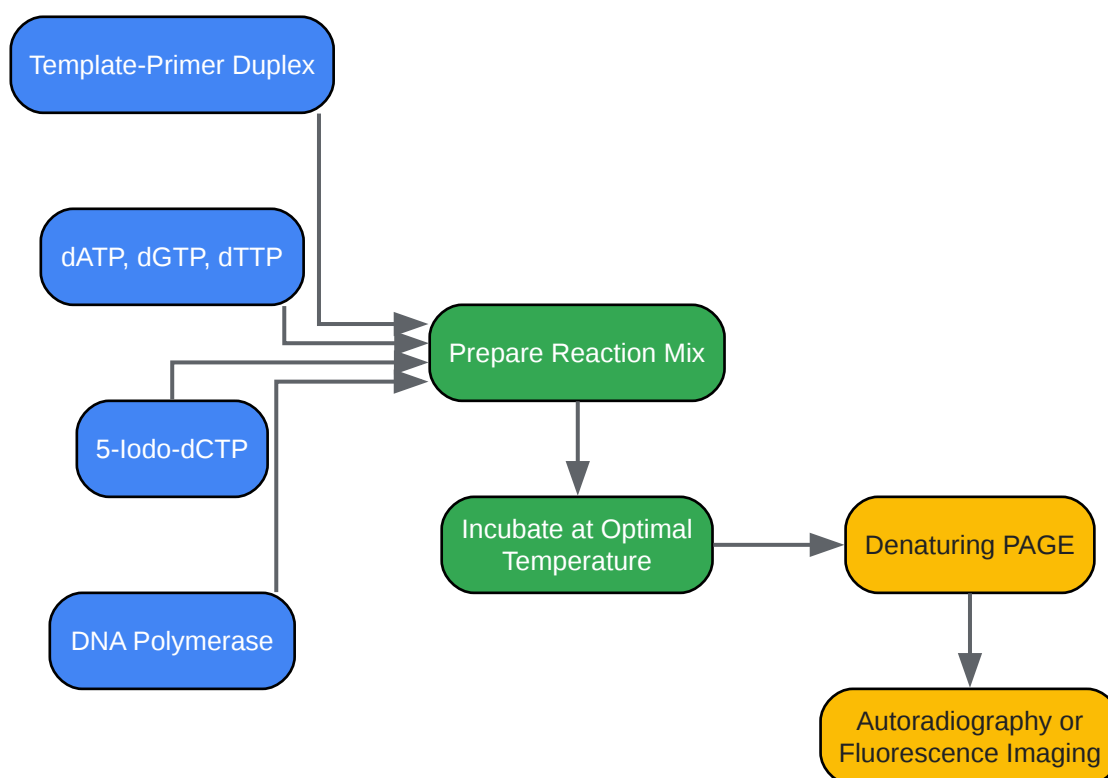 Template-Primer Duplex
dATP, dGTP, dTTP
Prepare Reaction Mix
5-Iodo-dCTP
Incubate at Optimal
Temperature
Denaturing PAGE
DNA Polymerase
Autoradiography or
Fluorescence Imaging